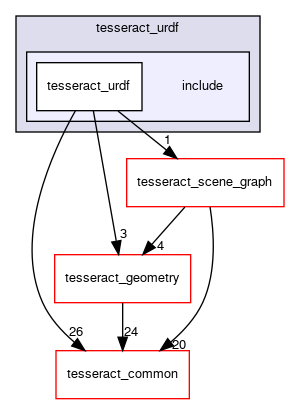 tesseract_urdf
tesseract_urdf
include
1
tesseract_scene_graph
3
4
tesseract_geometry
26
24
20
tesseract_common